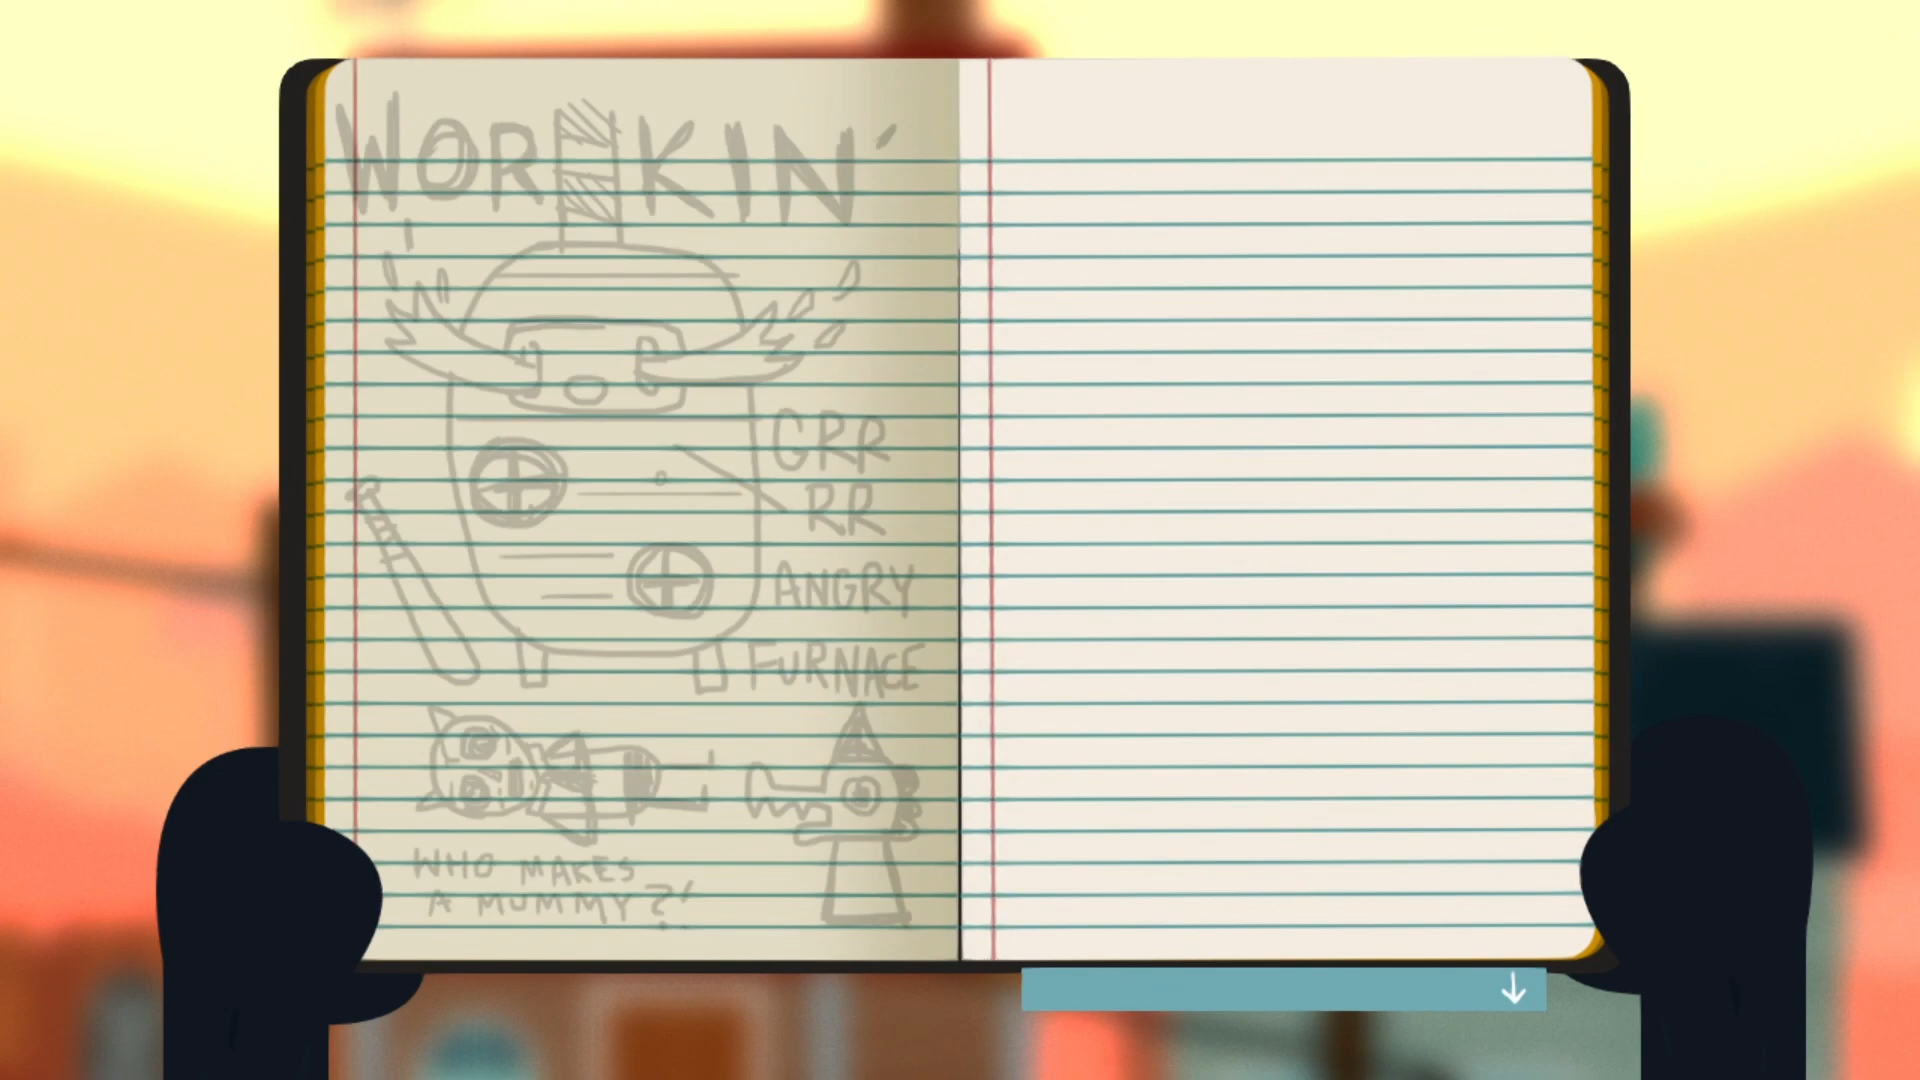 WORKIN'
GRR
RR
ANGRY
FURNACE
WHO MAKES
A MUMMY?!